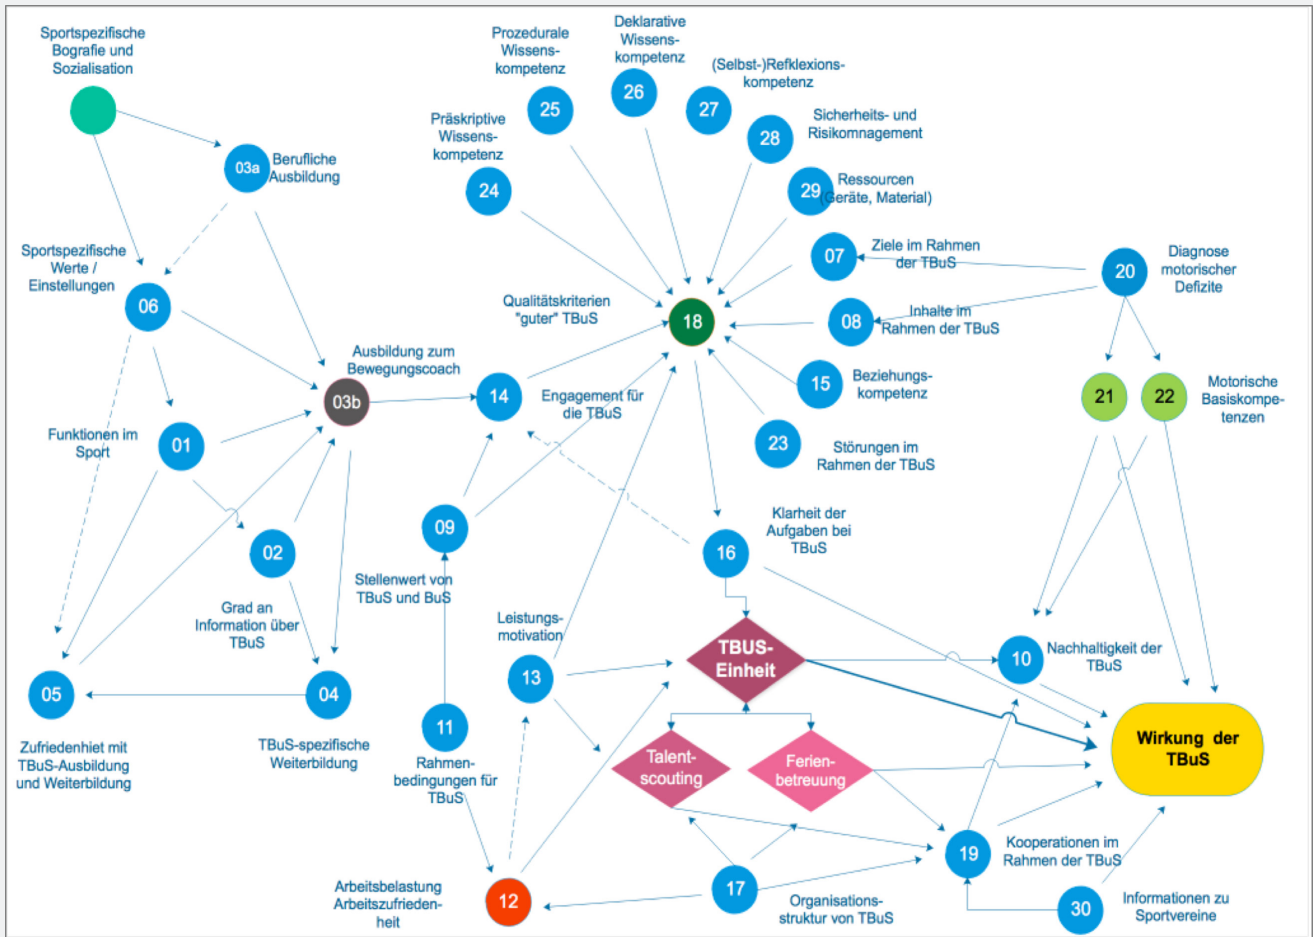 Sportspezifische
Bografie und
Sozialisation
03a
Berufliche
Ausbildung
Sportspezifische
Werte /
Einstellungen
06
Ausbildung zum
Bewegungscoach
03b
Funktionen im
Sport
01
02
Grad an
Information über
TBuS
05
Zufriedenhiet mit
TBuS-Ausbildung
und Weiterbildung
04
TBuS-spezifische
Weiterbildung
Präskriptive
Wissens-
kompetenz
24
Prozedurale
Wissens-
kompetenz
25
Deklarative
Wissens-
kompetenz
26
(Selbst-)Refklexions-
kompetenz
27
Sicherheits- und
Risikomnagement
28
Ressourcen
(Geräte, Material)
29
Ziele im Rahmen
der TBuS
07
Inhalte im
Rahmen der TBuS
08
Beziehungs-
kompetenz
15
Störungen im
Rahmen der TBuS
23
18
Qualitätskriterien
"guter" TBuS
14
Engagement für
die TBuS
09
Stellenwert von
TBuS und BuS
11
Rahmen-
bedingungen für
TBuS
Leistungs-
motivation
13
12
Arbeitsbelastung
Arbeitszufrieden-
heit
Klarheit der
Aufgaben bei
TBuS
16
TBUS-
Einheit
Talent-
scouting
Ferien-
betreuung
17
Organisations-
struktur von TBuS
20
Diagnose
motorischer
Defizite
21
22
Motorische
Basiskompe-
tenzen
10
Nachhaltigkeit der
TBuS
Wirkung der
TBuS
19
Kooperationen im
Rahmen der TBuS
30
Informationen zu
Sportvereine